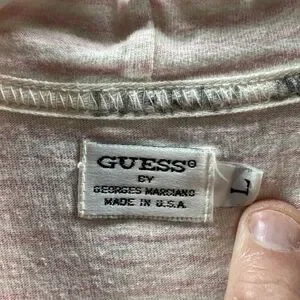 GUESS®
BY
GEORGES MARCIANO
MADE IN U.S.A.
L